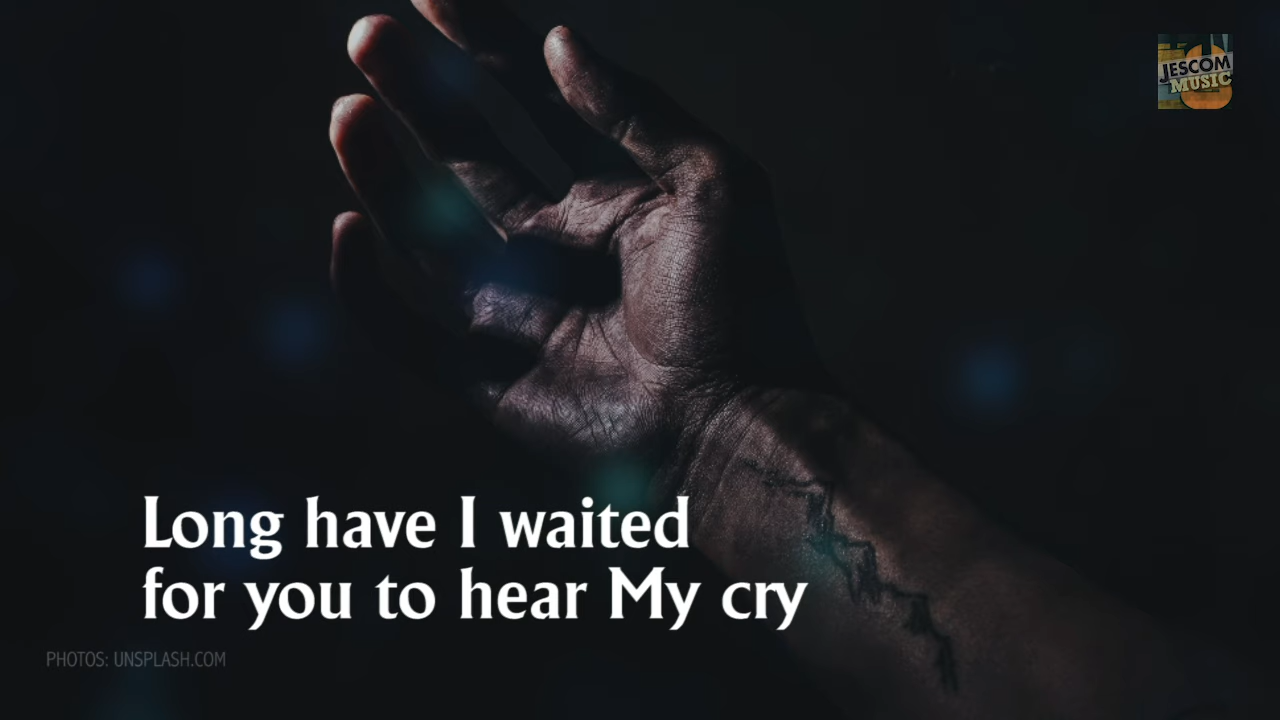 JESCOM
MUSIC
Long have I waited
for you to hear My cry
PHOTOS: UNSPLASH.COM